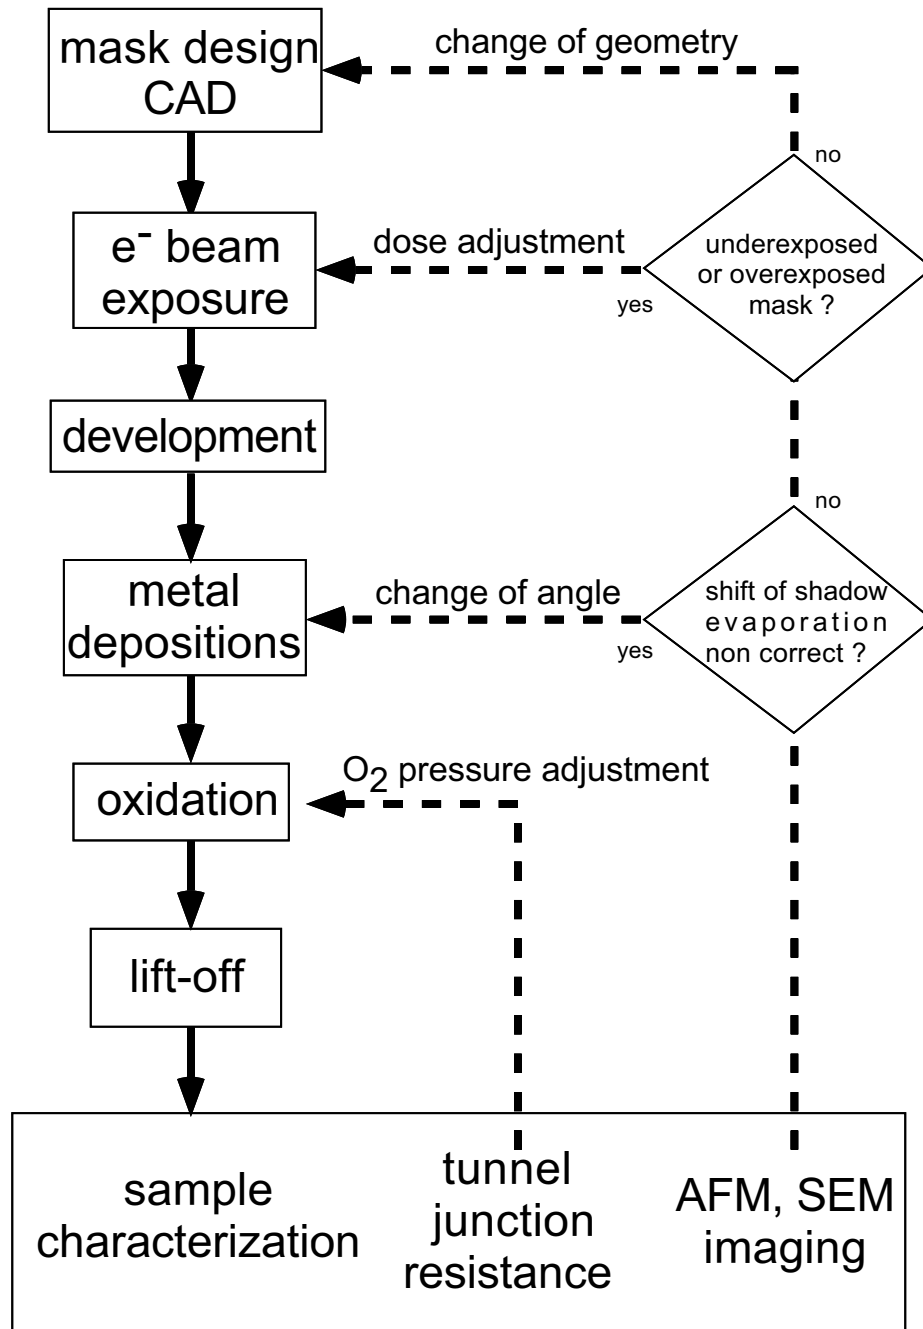 mask design
CAD
change of geometry
no
e⁻ beam
exposure
dose adjustment
yes
underexposed
or overexposed
mask ?
development
no
metal
depositions
change of angle
yes
shift of shadow
evaporation
non correct ?
oxidation
O₂ pressure adjustment
lift-off
sample
characterization
tunnel
junction
resistance
AFM, SEM
imaging